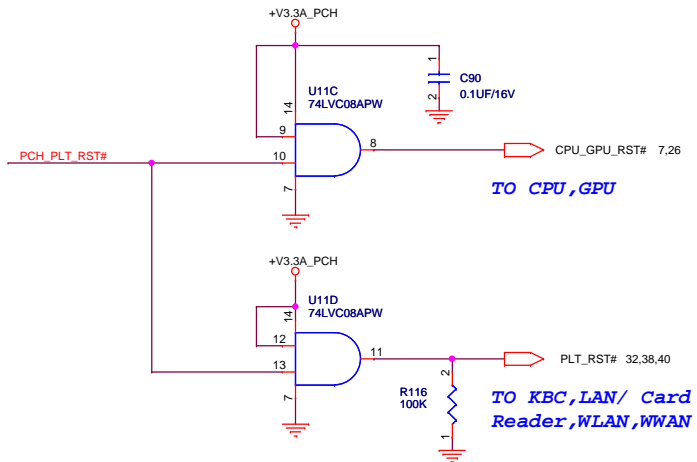 +V3.3A_PCH
1
U11C
74LVC08APW
C90
0.1UF/16V
2
14
9
8
PCH_PLT_RST#
10
CPU_GPU_RST# 7,26
7
TO CPU,GPU
+V3.3A_PCH
U11D
74LVC08APW
14
12
11
PLT_RST# 32,38,40
13
2
7
R116
100K
1
TO KBC,LAN/ Card
Reader,WLAN,WWAN